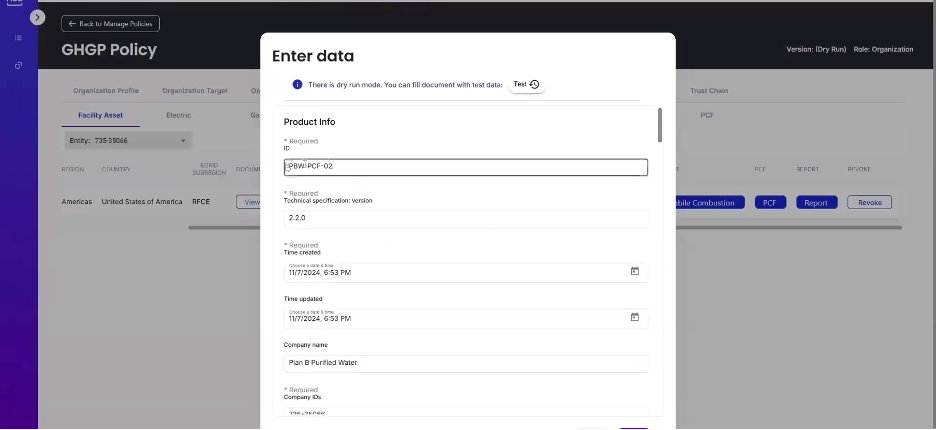 ← Back to Manage Policies
GHGP Policy
Version: (Dry Run) Role: Organization
Organization Profile
Organization Target
Trust Chain
Facility Asset
Electric
PCF
Entity: 735-35066
REGION
COUNTRY
EGRID
SUBREGION
PCF
REPORT
REVOKE
Americas
United States of America
RFCE
View
Combustion
PCF
Report
Revoke
Enter data
There is dry run mode. You can fill document with test data:
Test
Product Info
* Required
ID
PBW-PCF-02
* Required
Technical specification: version
2.2.0
* Required
Time created
Choose a date & time
11/7/2024, 6:53 PM
Time updated
Choose a date & time
11/7/2024, 6:53 PM
Company name
Plan B Purified Water
* Required
Company IDs
735-35066